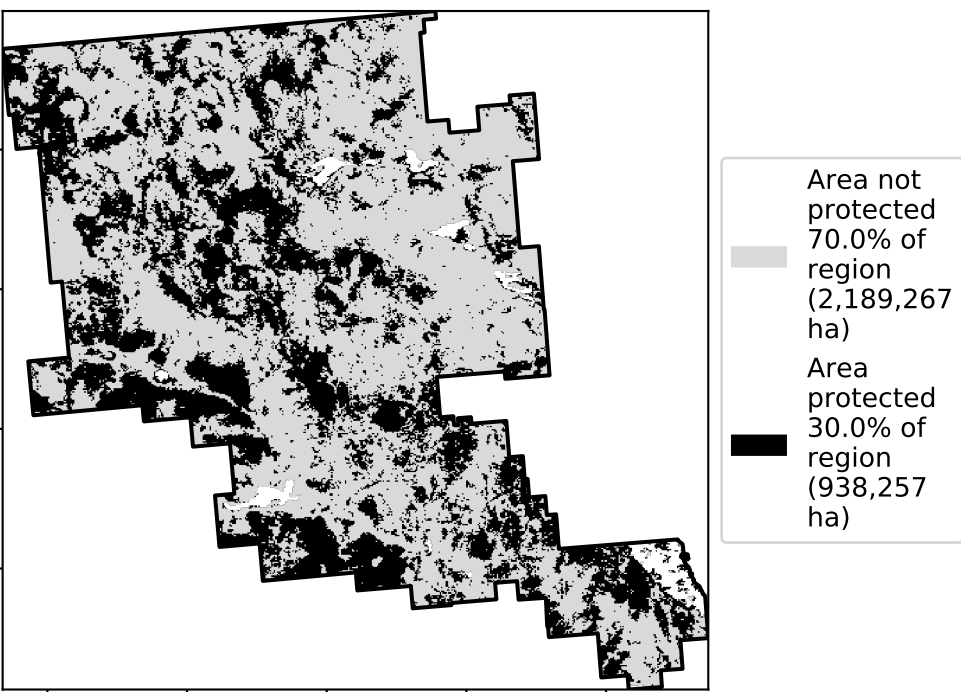 Area not
protected
70.0% of
region
(2,189,267
ha)
Area
protected
30.0% of
region
(938,257
ha)